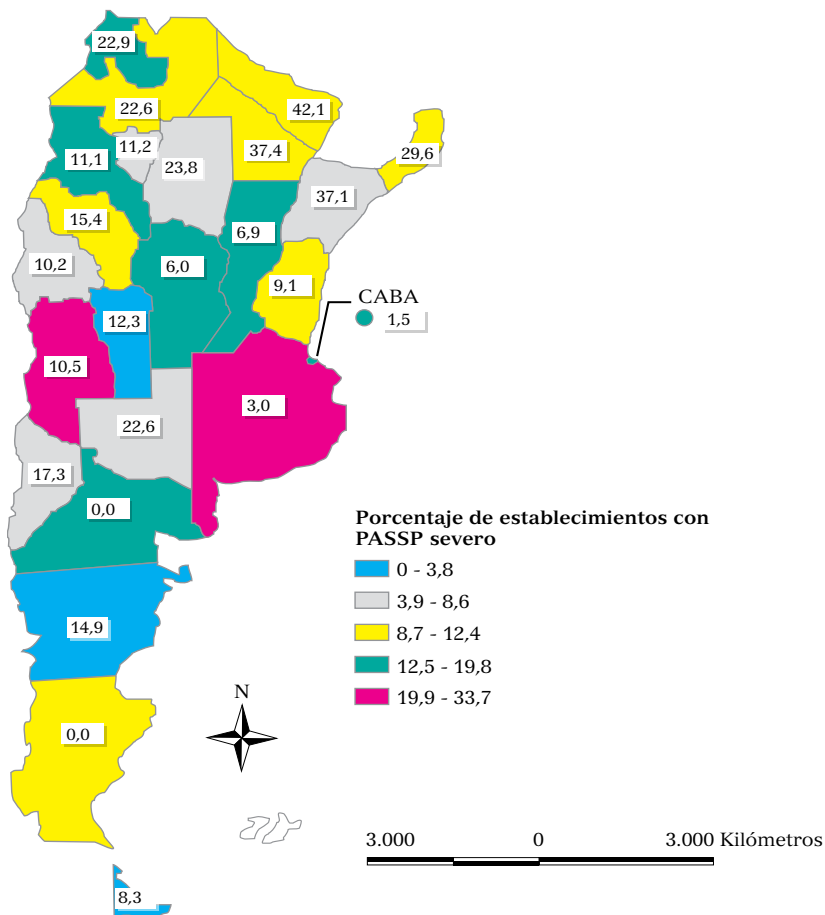 22,9
22,6
42,1
11,2
37,4
11,1
23,8
29,6
37,1
15,4
6,9
10,2
6,0
9,1
CABA
12,3
1,5
10,5
3,0
22,6
17,3
0,0
Porcentaje de establecimientos con
PASSP severo
0 - 3,8
3,9 - 8,6
14,9
8,7 - 12,4
12,5 - 19,8
N
19,9 - 33,7
0,0
3.000 0 3.000 Kilómetros
8,3